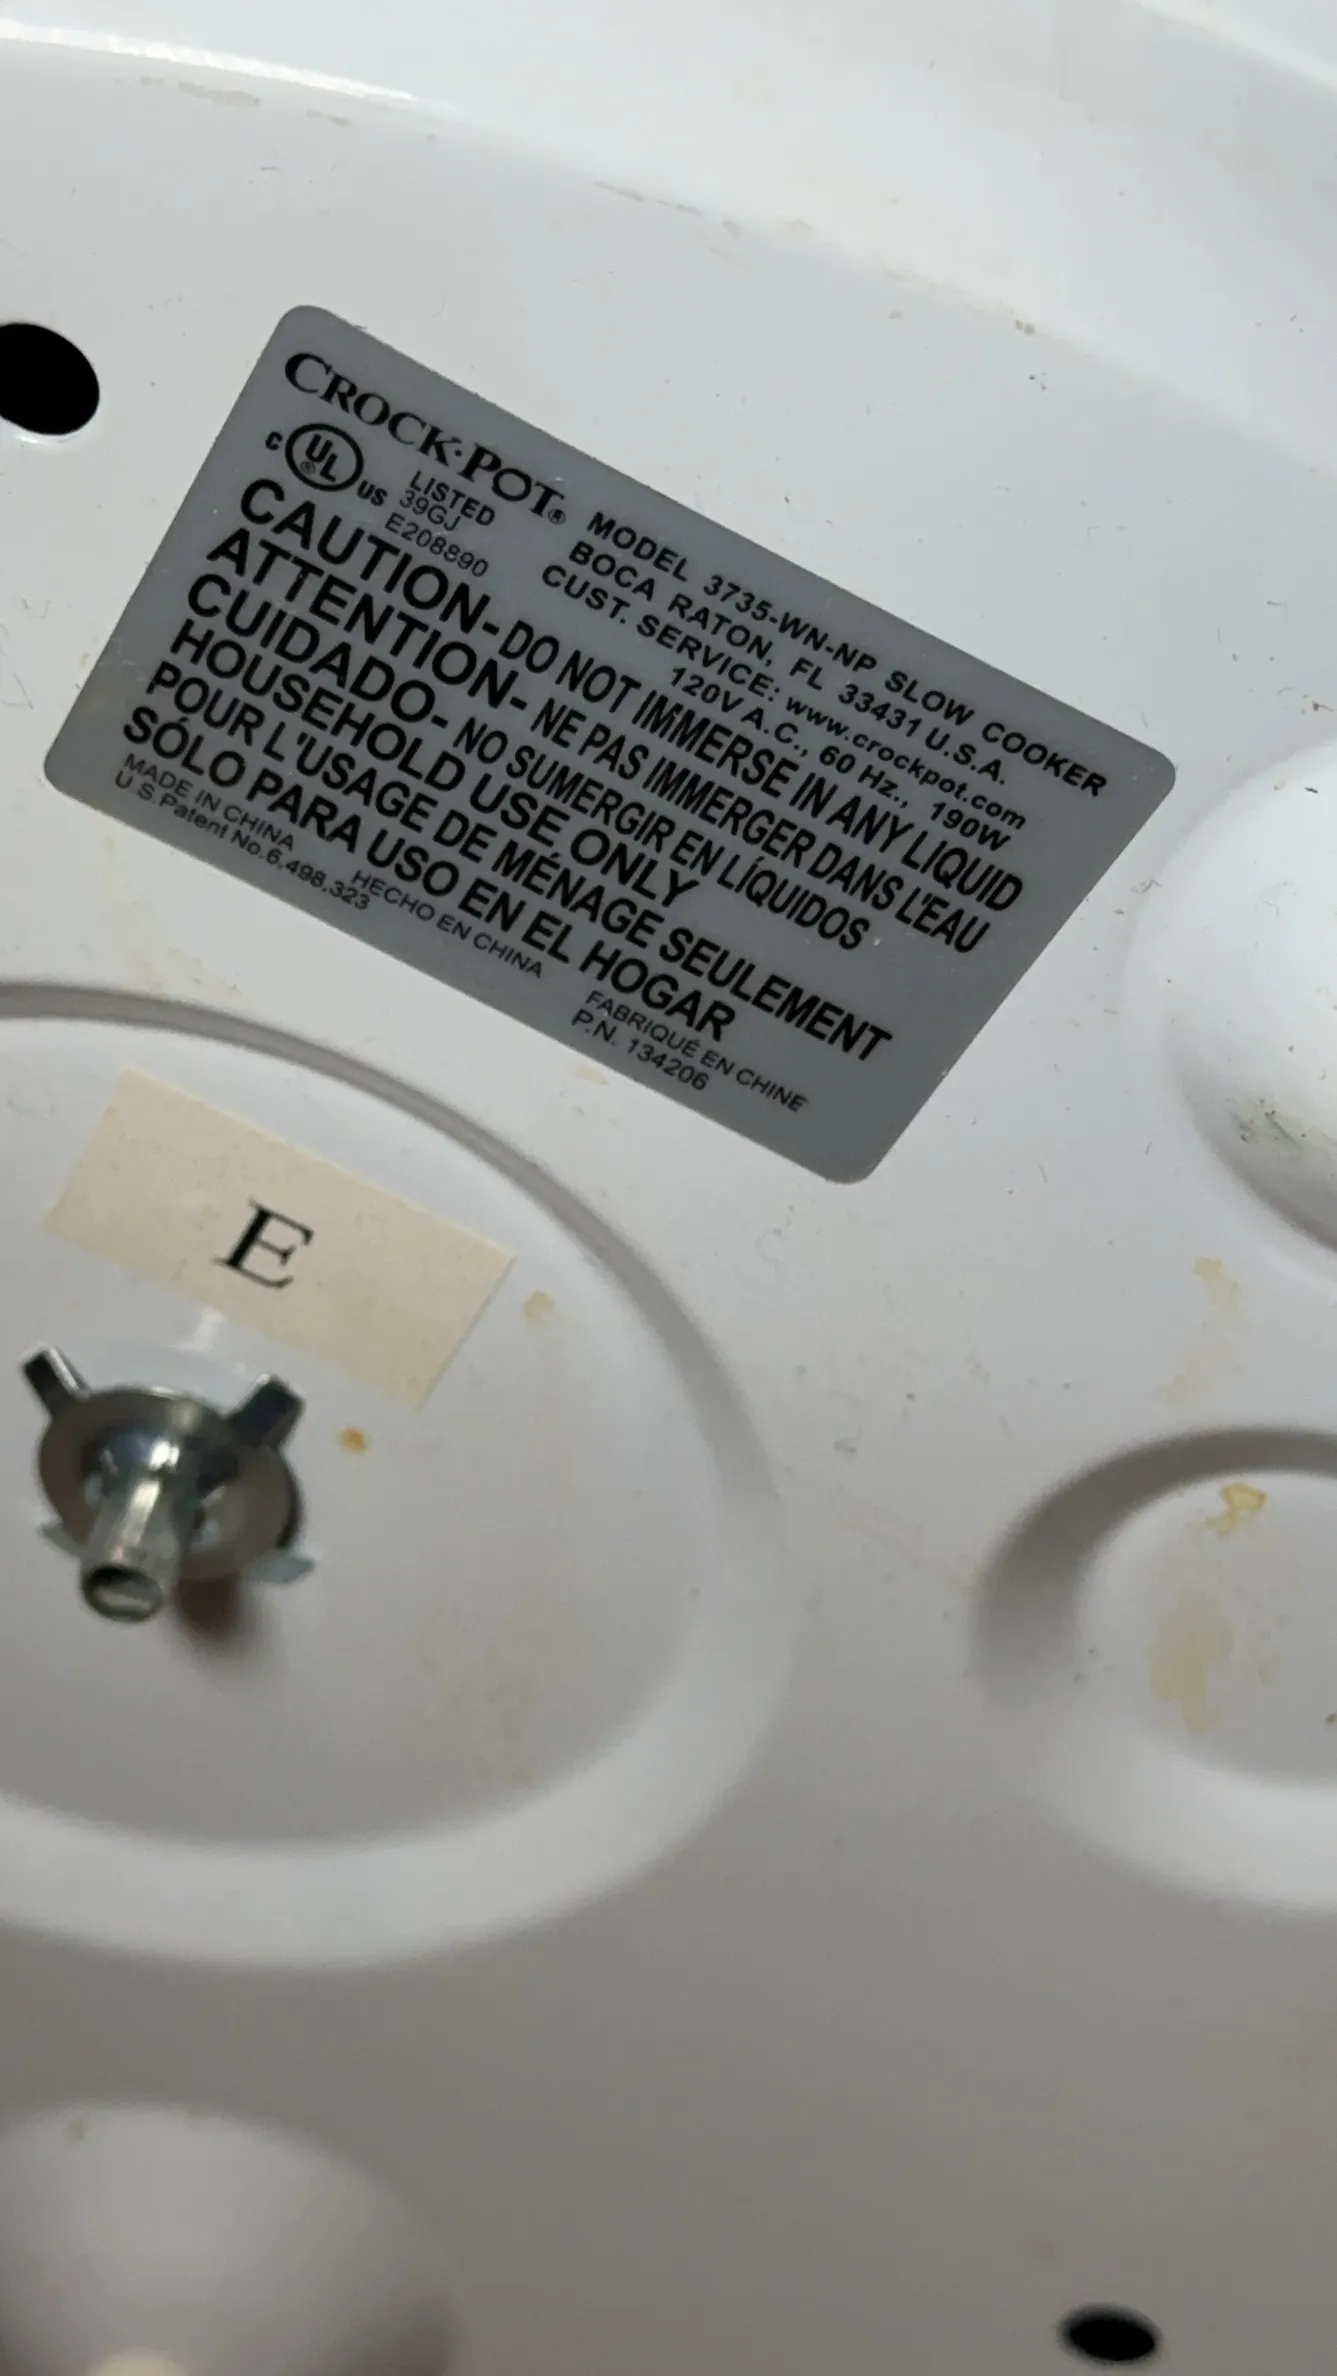 CROCK·POT® MODEL 3735-WN-NP SLOW COOKER
C UL® US LISTED BOCA RATON, FL 33431 U.S.A.
39GJ CUST. SERVICE: www.crockpot.com
E208890 120V A.C., 60 Hz., 190W
CAUTION- DO NOT IMMERSE IN ANY LIQUID
ATTENTION- NE PAS IMMERGER DANS L'EAU
CUIDADO- NO SUMERGIR EN LÍQUIDOS
HOUSEHOLD USE ONLY
POUR L'USAGE DE MÉNAGE SEULEMENT
SÓLO PARA USO EN EL HOGAR
MADE IN CHINA HECHO EN CHINA FABRIQUÉ EN CHINE
U.S.Patent No.6,498,323 P.N. 134206
E